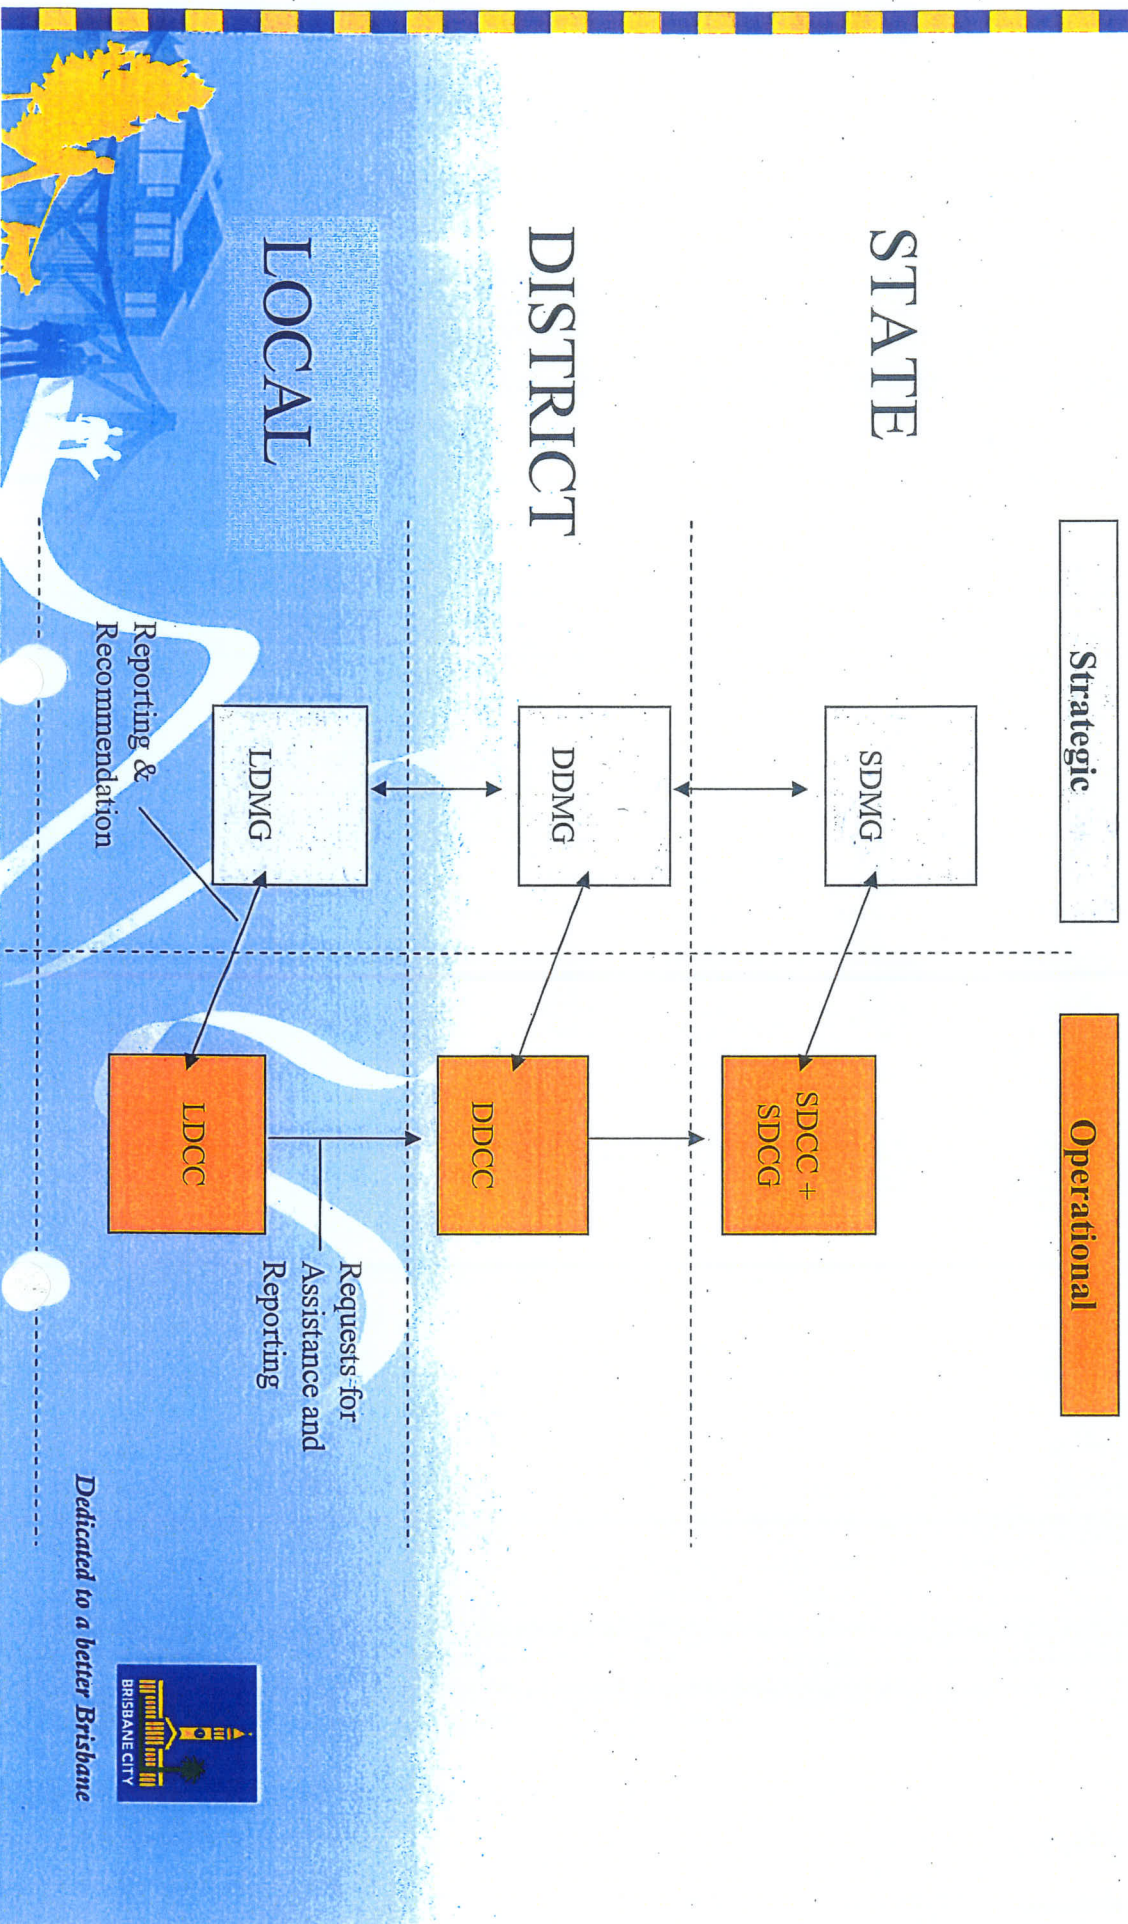 Strategic
Operational
STATE
SDMG
SDCC +
SDCG
DISTRICT
DDMG
DDCC
LOCAL
LDMG
LDCC
Reporting &
Recommendation
Requests for
Assistance and
Reporting
Dedicated to a better Brisbane
BRISBANE CITY